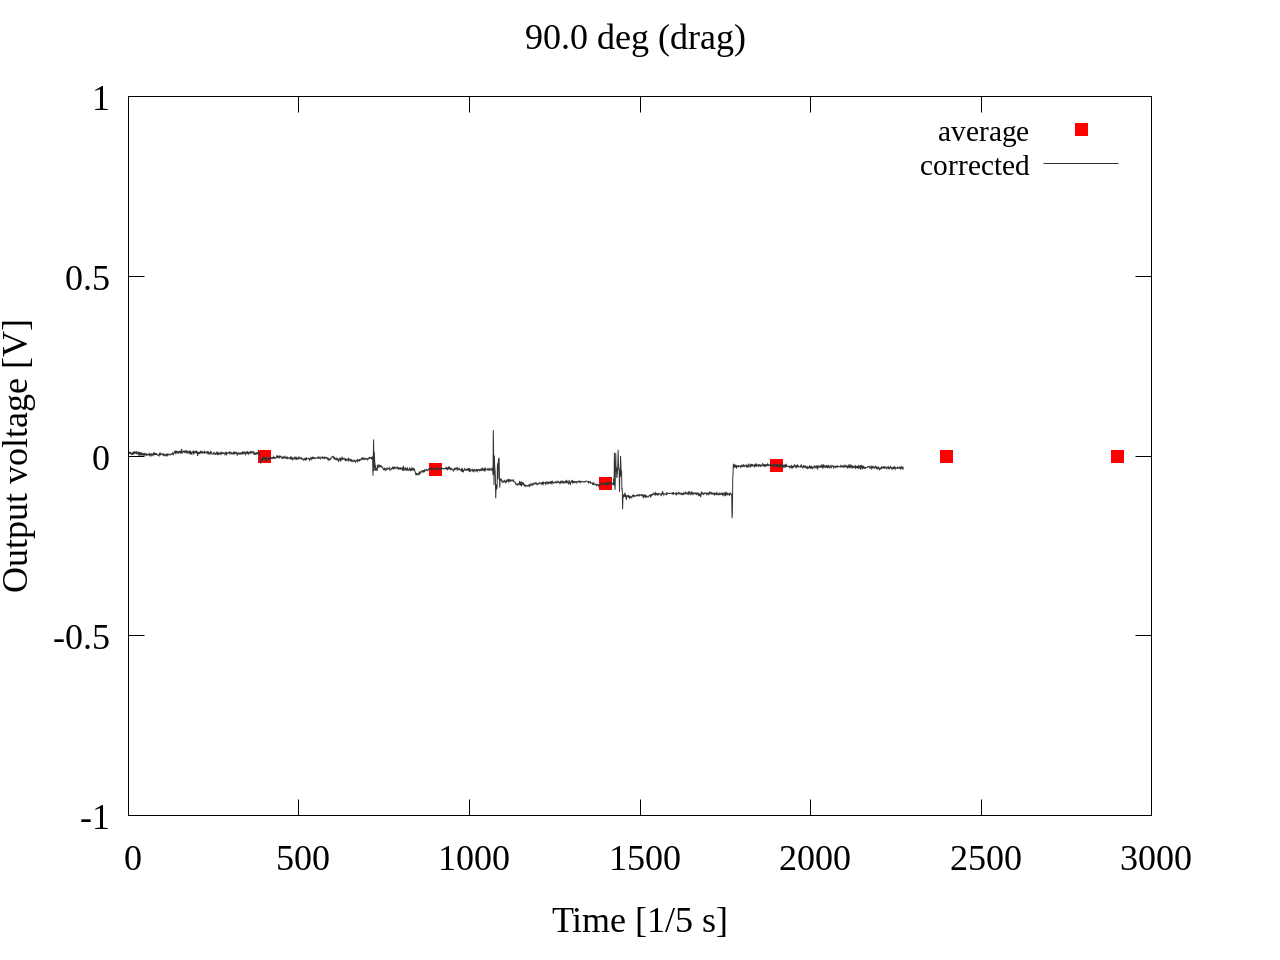 90.0 deg (drag)
average
corrected
1
0.5
0
-0.5
-1
Output voltage [V]
0 500 1000 1500 2000 2500 3000
Time [1/5 s]